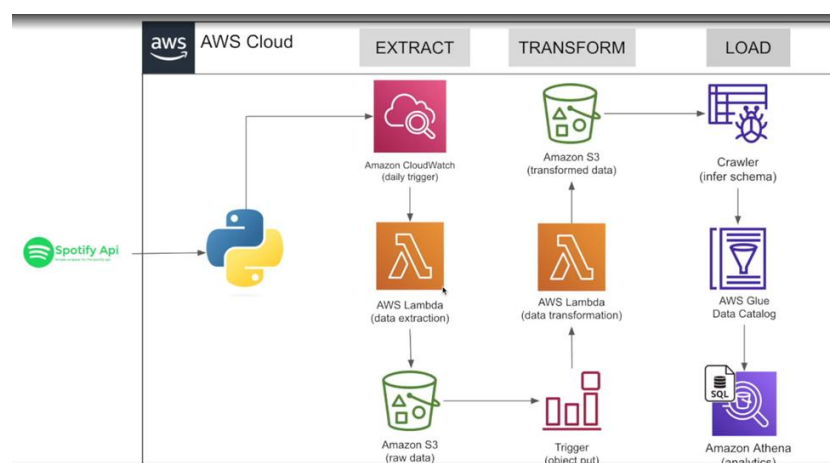 aws
AWS Cloud
EXTRACT
TRANSFORM
LOAD
Amazon CloudWatch
(daily trigger)
Amazon S3
(transformed data)
Crawler
(infer schema)
Spotify Api
AWS Lambda
(data extraction)
AWS Lambda
(data transformation)
AWS Glue
Data Catalog
SQL
Amazon S3
(raw data)
Trigger
(object put)
Amazon Athena
(analytics)